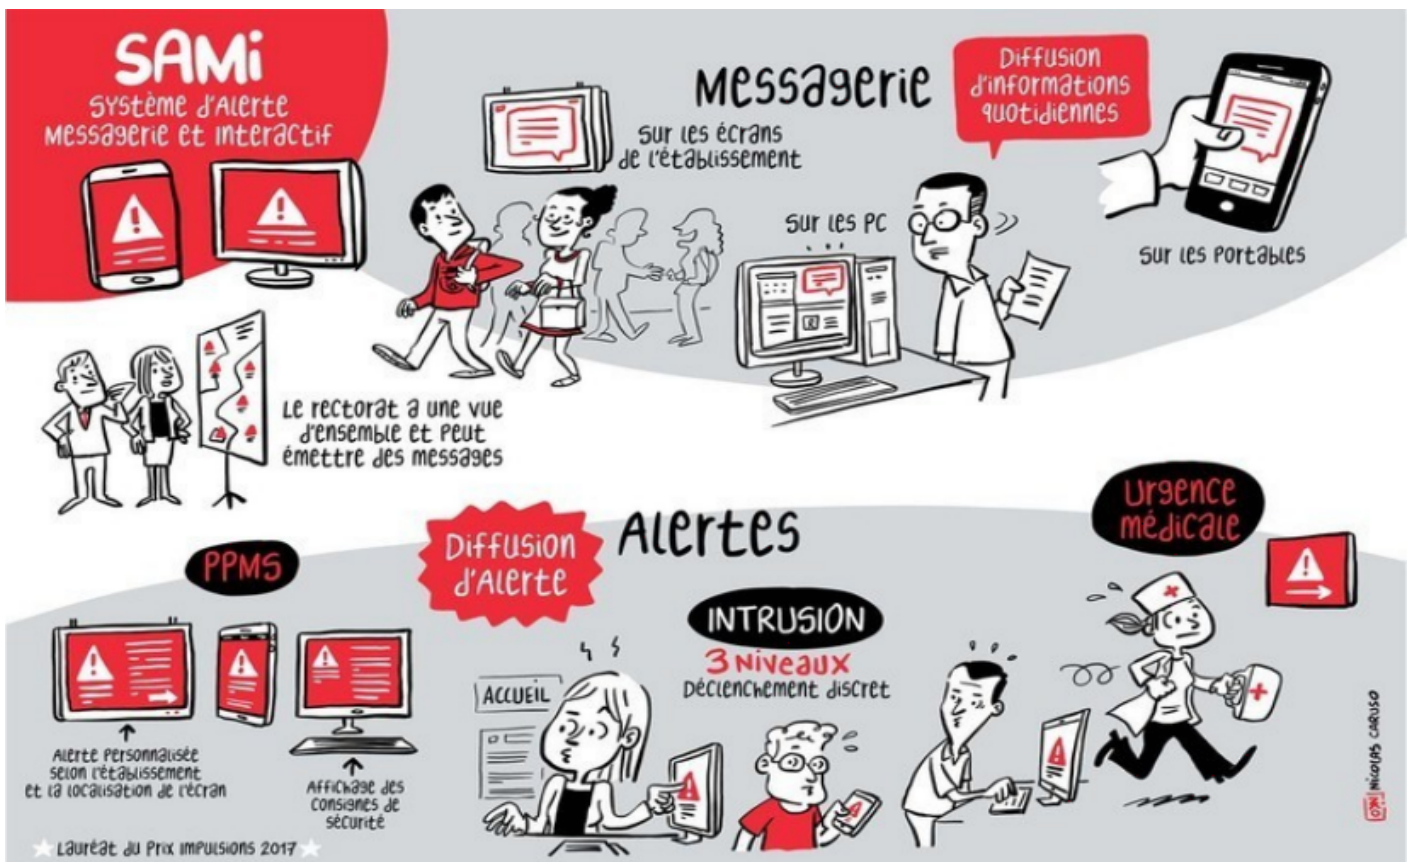 SAMi
Système d'Alerte
Messagerie et interactif
Messagerie
Diffusion
d'informations
quotidiennes
sur les écrans
de l'établissement
sur les PC
sur les portables
Le rectorat a une vue
d'ensemble et peut
émettre des messages
Alertes
Diffusion
d'Alerte
PPMS
Alerte personnalisée
selon l'établissement
et la localisation de l'écran
Affichage des
consignes de
sécurité
INTRUSION
3 Niveaux
Déclenchement discret
ACCUEIL
Urgence
médicale
Lauréat du Prix Impulsions 2017
NICOLAS CARUSO